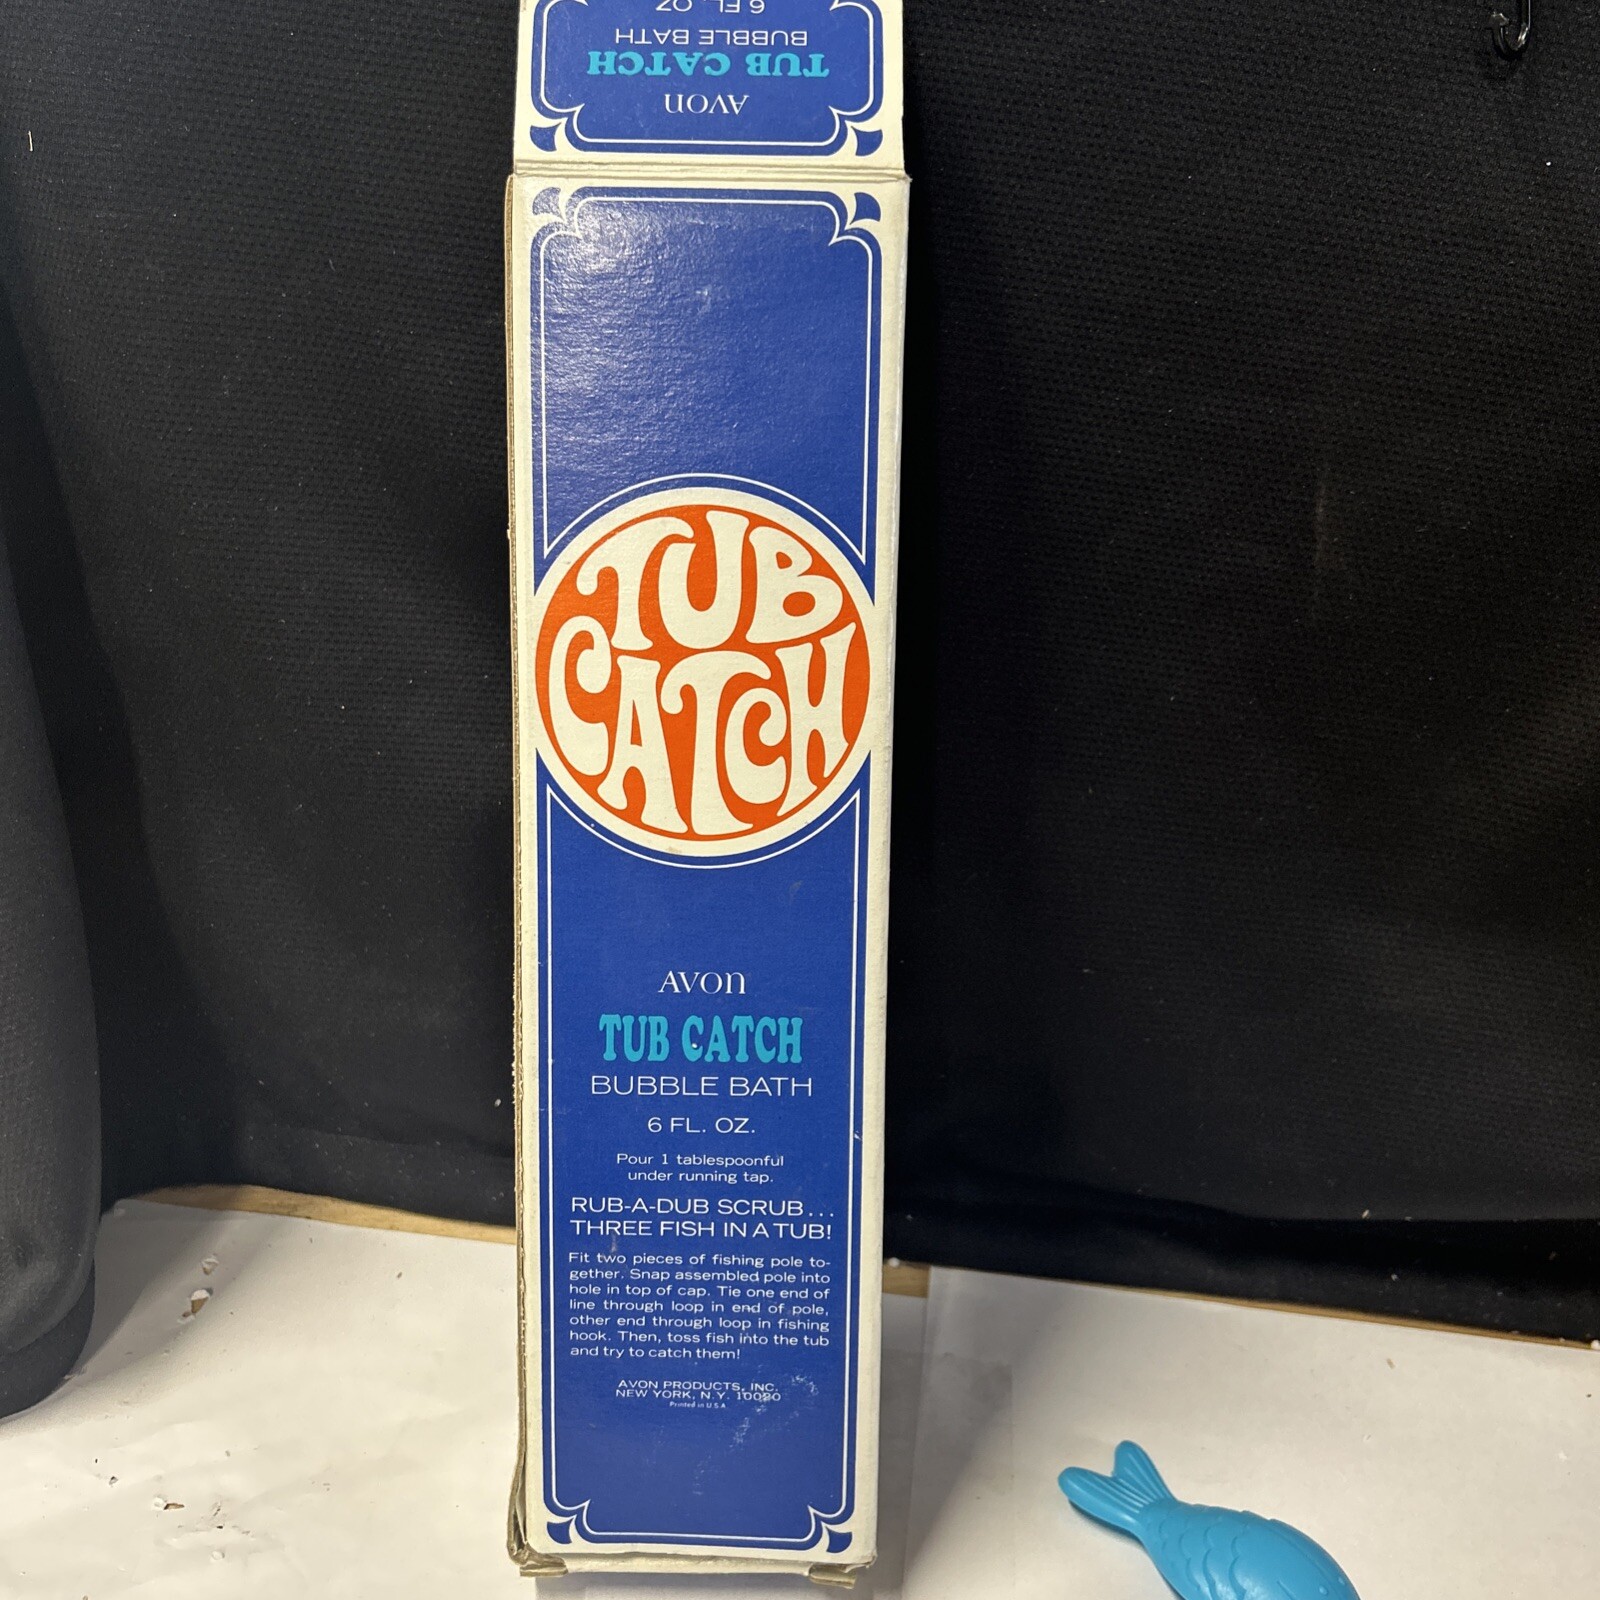 6 FL. OZ
BUBBLE BATH
TUB CATCH
AVON
TUB
CATCH
AVON
TUB CATCH
BUBBLE BATH
6 FL. OZ.
Pour 1 tablespoonful
under running tap.
RUB-A-DUB SCRUB...
THREE FISH IN A TUB!
Fit two pieces of fishing pole to-
gether. Snap assembled pole into
hole in top of cap. Tie one end of
line through loop in end of pole,
other end through loop in fishing
hook. Then, toss fish into the tub
and try to catch them!
AVON PRODUCTS, INC.
NEW YORK, N.Y. 10020
Printed in U.S.A.